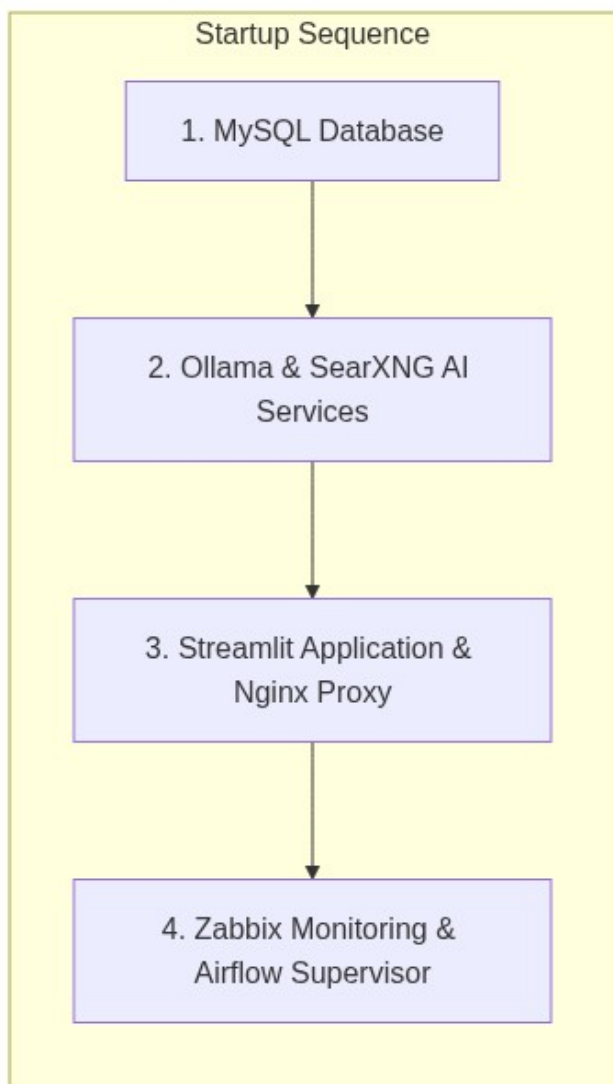 Startup Sequence
1. MySQL Database
2. Ollama & SearXNG AI
Services
3. Streamlit Application &
Nginx Proxy
4. Zabbix Monitoring &
Airflow Supervisor